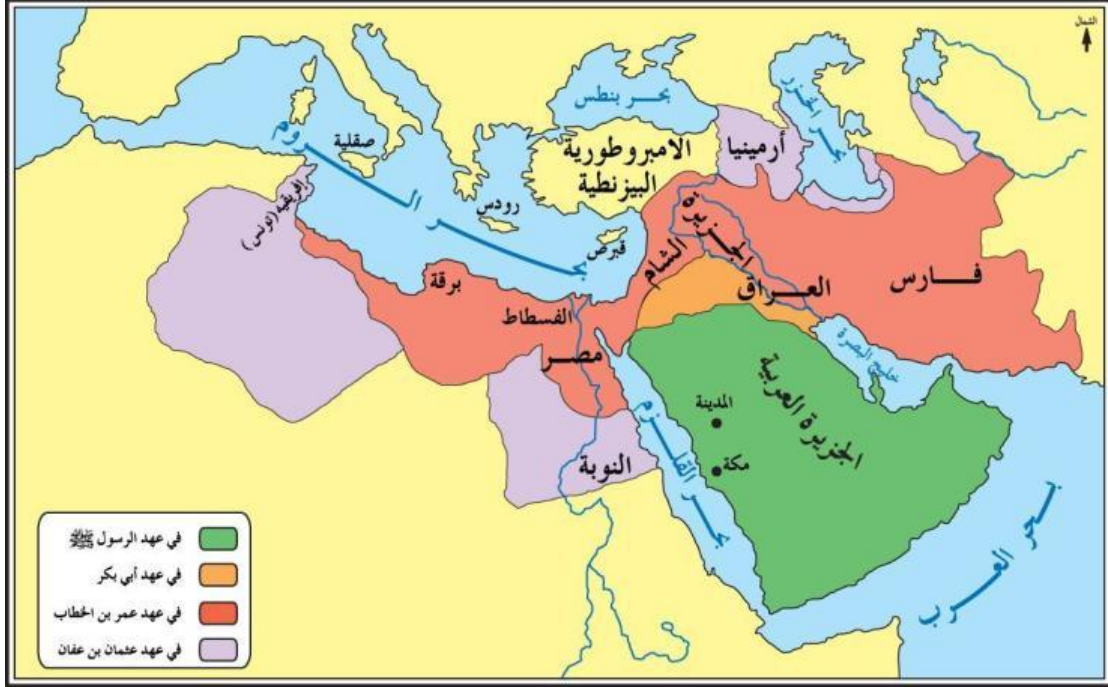 الشمال
بحر بنطس
بحر الخزر
أرمينيا
الامبروطورية
البيزنطية
صقلية
بحر الروم
رودس
قبرص
إفريقيه (تونس)
الجزيرة
الشام
العراق
فارس
برقة
الفسطاط
مصر
خليج البصرة
الجنزيرة العربية
المدينة
مكة
بحر القلزم
النوبة
بحر العرب
في عهد الرسول ﷺ
في عهد أبي بكر
في عهد عمر بن الخطاب
في عهد عثمان بن عفان